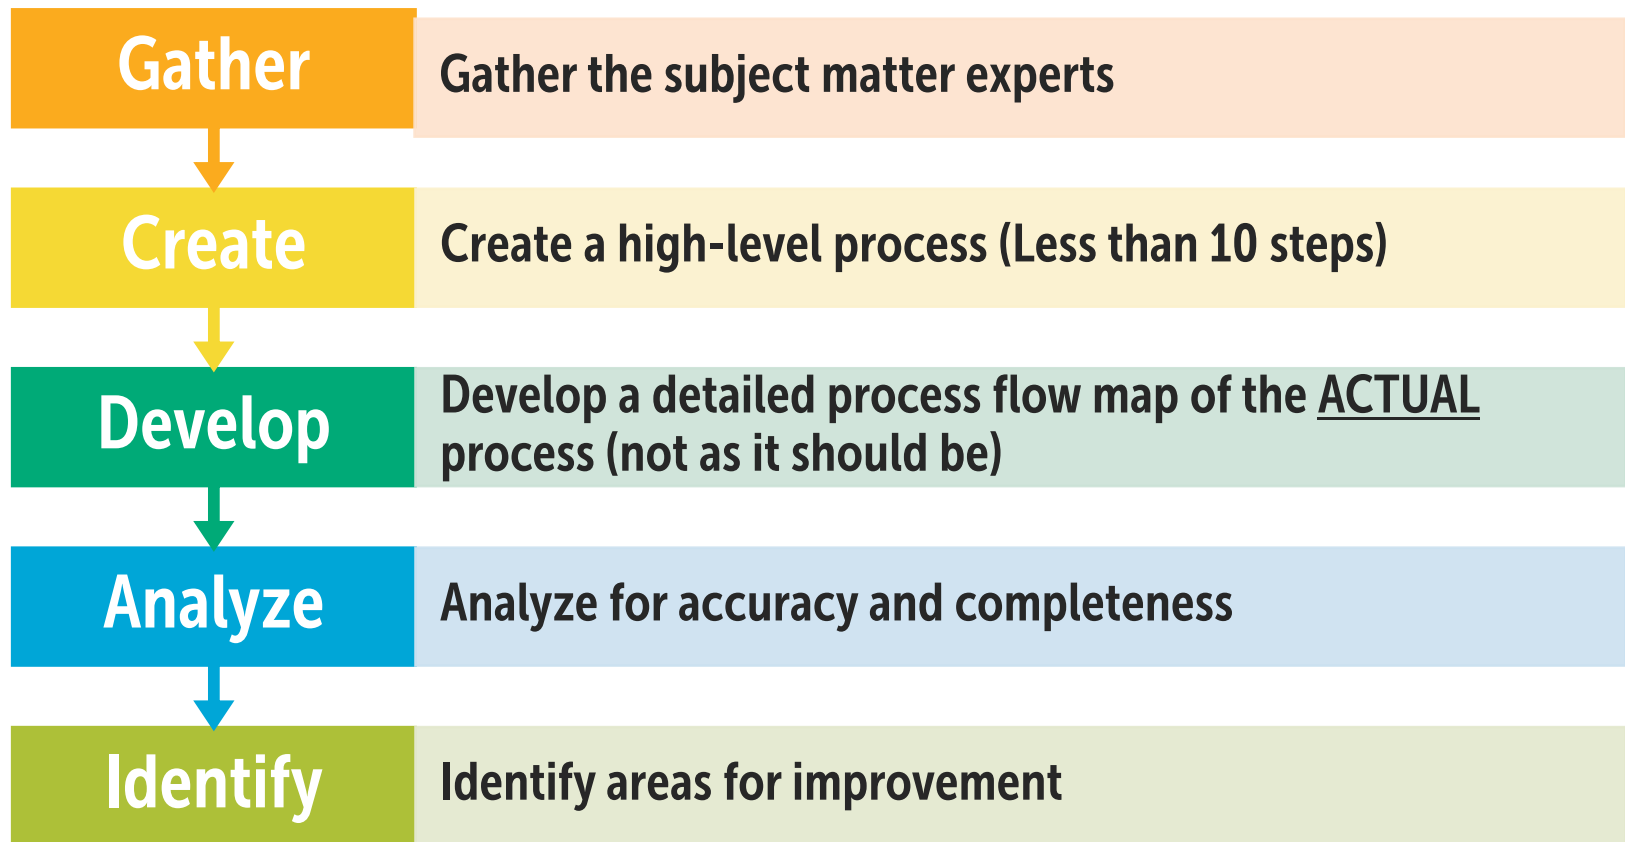 Gather
Gather the subject matter experts
Create
Create a high-level process (Less than 10 steps)
Develop
Develop a detailed process flow map of the ACTUAL
process (not as it should be)
Analyze
Analyze for accuracy and completeness
Identify
Identify areas for improvement